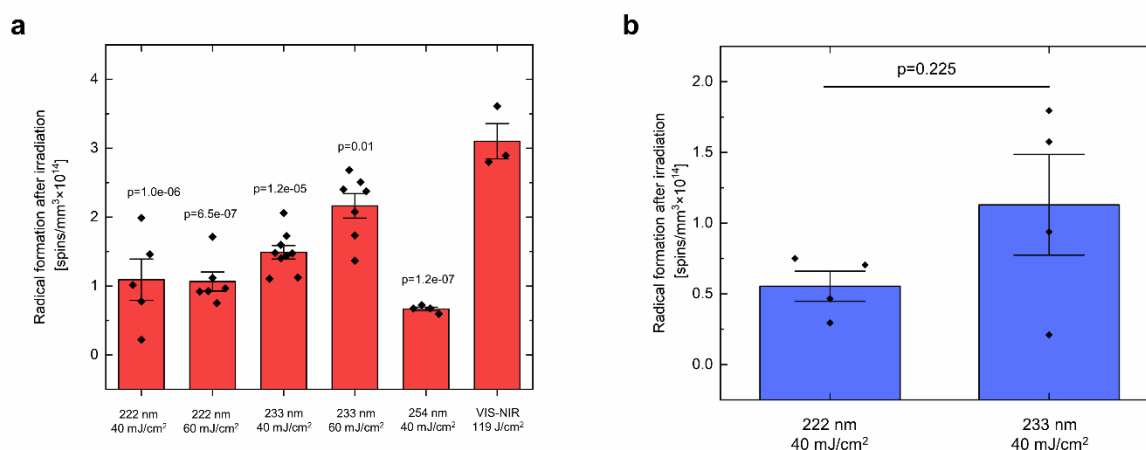 a
Radical formation after irradiation
[spins/mm³×10¹⁴]
4
3
2
1
0
p=1.0e-06
p=6.5e-07
p=1.2e-05
p=0.01
p=1.2e-07
222 nm
40 mJ/cm²
222 nm
60 mJ/cm²
233 nm
40 mJ/cm²
233 nm
60 mJ/cm²
254 nm
40 mJ/cm²
VIS-NIR
119 J/cm²
b
Radical formation after irradiation
[spins/mm³×10¹⁴]
2.0
1.5
1.0
0.5
0.0
p=0.225
222 nm
40 mJ/cm²
233 nm
40 mJ/cm²